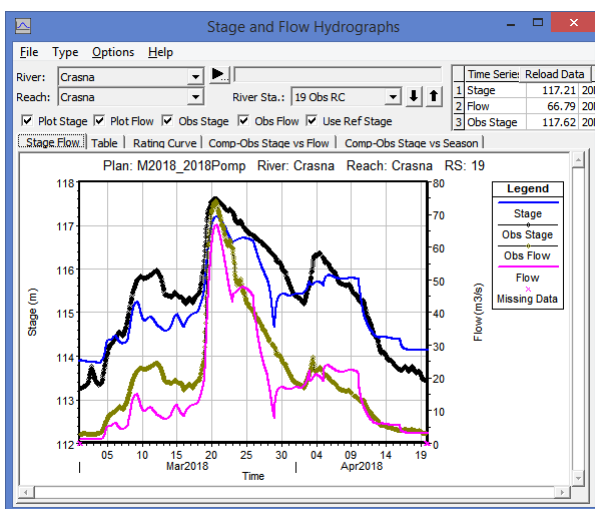 Stage and Flow Hydrographs
File Type Options Help
River: Crasna
Reach: Crasna River Sta.: 19 Obs RC
Plot Stage Plot Flow Obs Stage Obs Flow Use Ref Stage
Time Series Reload Data
1 Stage 117.21
2 Flow 66.79
3 Obs Stage 117.62
Stage Flow Table Rating Curve Comp-Obs Stage vs Flow Comp-Obs Stage vs Season
Plan: M2018_2018Pomp River: Crasna Reach: Crasna RS: 19
118
117
116
115
114
113
112
Stage (m)
80
70
60
50
40
30
20
10
0
Flow (m3/s)
Legend
Stage
Obs Stage
Obs Flow
Flow
Missing Data
05 10 15 20 25 30 04 09 14 19
Mar2018 Apr2018
Time